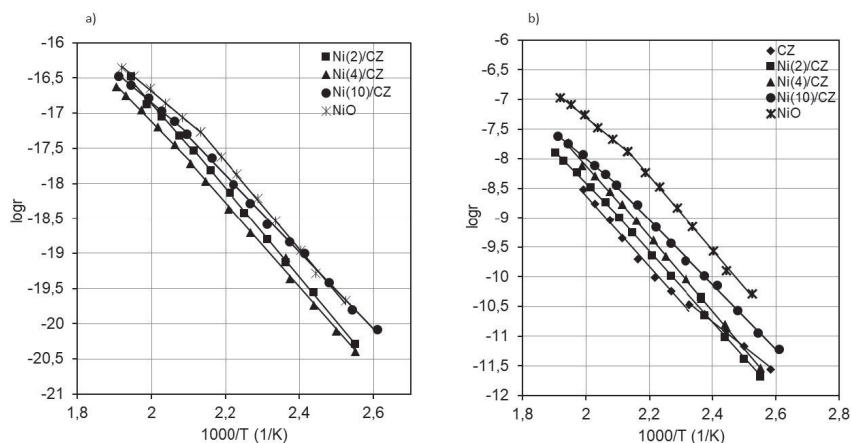 a)
-16
-16.5
-17
-17.5
-18
-18.5
-19
-19.5
-20
-20.5
-21
logr
1,8
2
2,2
2,4
2,6
1000/T (1/K)
Ni(2)/CZ
Ni(4)/CZ
Ni(10)/CZ
NiO
b)
-6
-6.5
-7
-7.5
-8
-8.5
-9
-9.5
-10
-10.5
-11
-11.5
-12
logr
1,8
2
2,2
2,4
2,6
2,8
1000/T (1/K)
CZ
Ni(2)/CZ
Ni(4)/CZ
Ni(10)/CZ
NiO